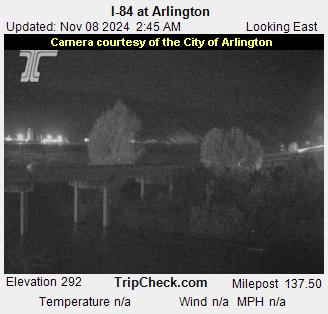 I-84 at Arlington
Updated: Nov 08 2024 2:45 AM Looking East
Camera courtesy of the City of Arlington
Elevation 292 TripCheck.com Milepost 137.50
Temperature n/a Wind n/a MPH n/a